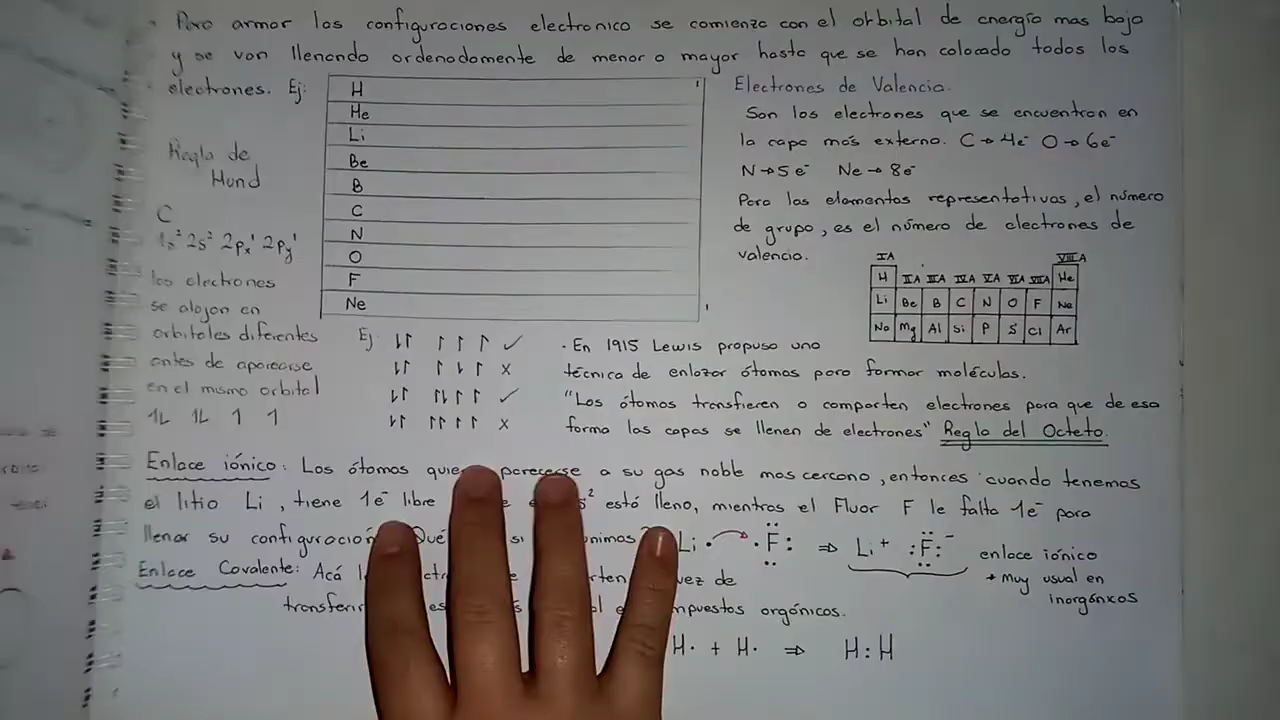 Para armar las configuraciones electronico se comienza con el orbital de energía mas bajo
y se van llenando ordenadamente de menor a mayor hasta que se han colocado todos los
electrones. Ej:
H
He
Li
Be
B
C
N
O
F
Ne
Regla de
Hund
C
1s² 2s² 2px¹ 2py¹
los electrones
se alojan en
orbitales diferentes
antes de aparearse
en el mismo orbital
1L 1L 1 1
Ej
↿⇂ ↿ ↿ ↿ ✓
↿⇂ ↿ ⇂ ↿ x
↿⇂ ↿⇂ ↿ ↿ ✓
↿⇂ ↿↿ ↿ ↿ x
Electrones de Valencia.
Son los electrones que se encuentran en
la capa más externa. C→4e⁻ O→6e⁻
N→5e⁻ Ne→8e⁻
Para los elementos representativos, el número
de grupo, es el número de electrones de
valencia.
IA VIIIA
H IIA IIIA IVA VA VIA VIIA He
Li Be B C N O F Ne
Na Mg Al Si P S Cl Ar
· En 1915 Lewis propuso una
técnica de enlazar átomos para formar moléculas.
"Los átomos transfieren o comparten electrones para que de esa
forma las capas se llenen de electrones" Regla del Octeto.
Enlace iónico: Los átomos parecerse a su gas noble mas cercano, entonces cuando tenemos
el litio Li, tiene 1e⁻ libre está lleno, mientras el Fluor F le falta 1e⁻ para
llenar su configuración Qué si
Li· ·F: ⇒ Li⁺ :F:⁻ enlace iónico
→ Muy usual en
inorgánicos
Enlace Covalente: Acá vez de
orgánicos.
H· + H· ⇒ H:H